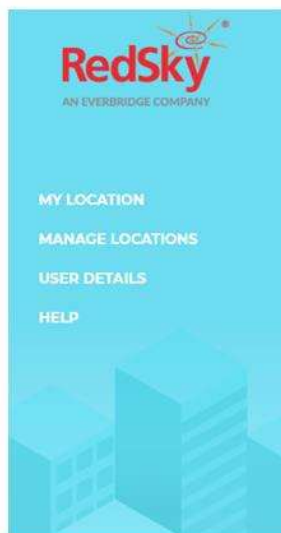 RedSky®
AN EVERBRIDGE COMPANY
MY LOCATION
MANAGE LOCATIONS
USER DETAILS
HELP